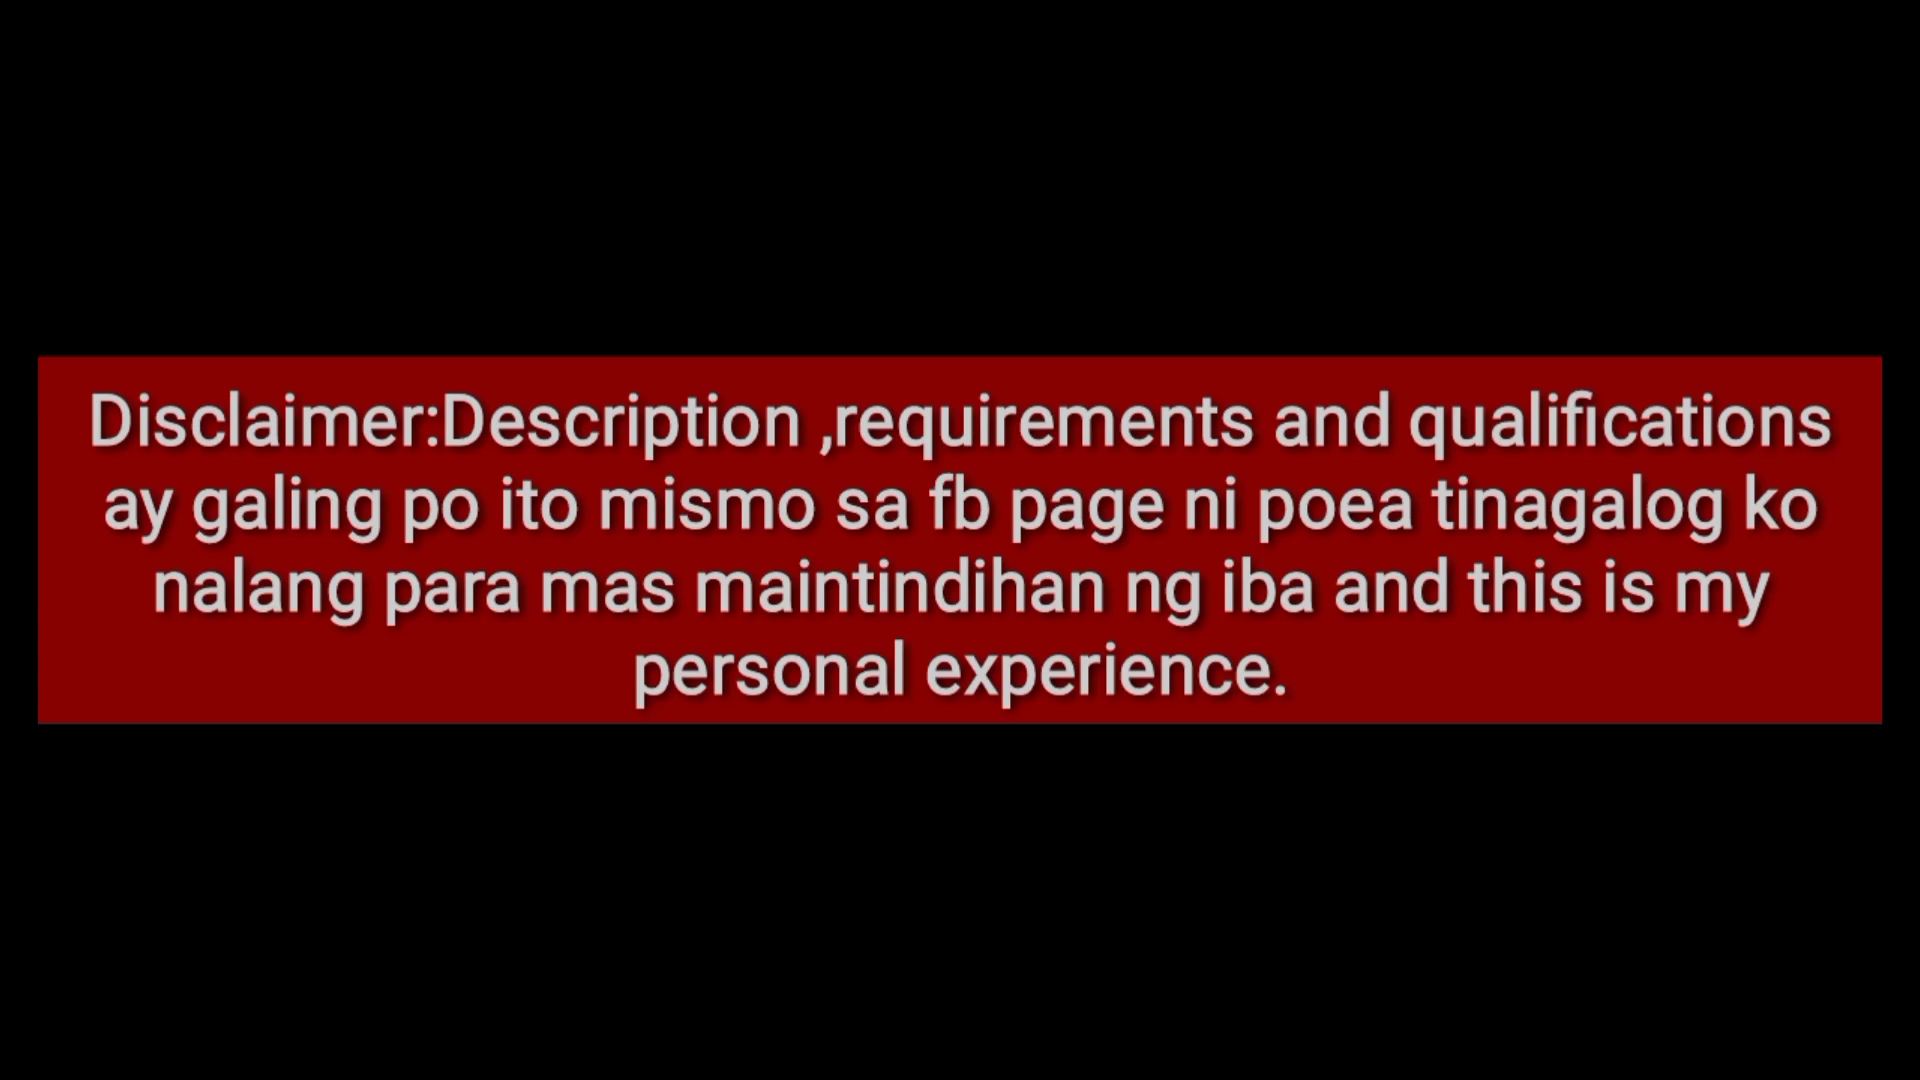 Disclaimer:Description ,requirements and qualifications
ay galing po ito mismo sa fb page ni poea tinagalog ko
nalang para mas maintindihan ng iba and this is my
personal experience.